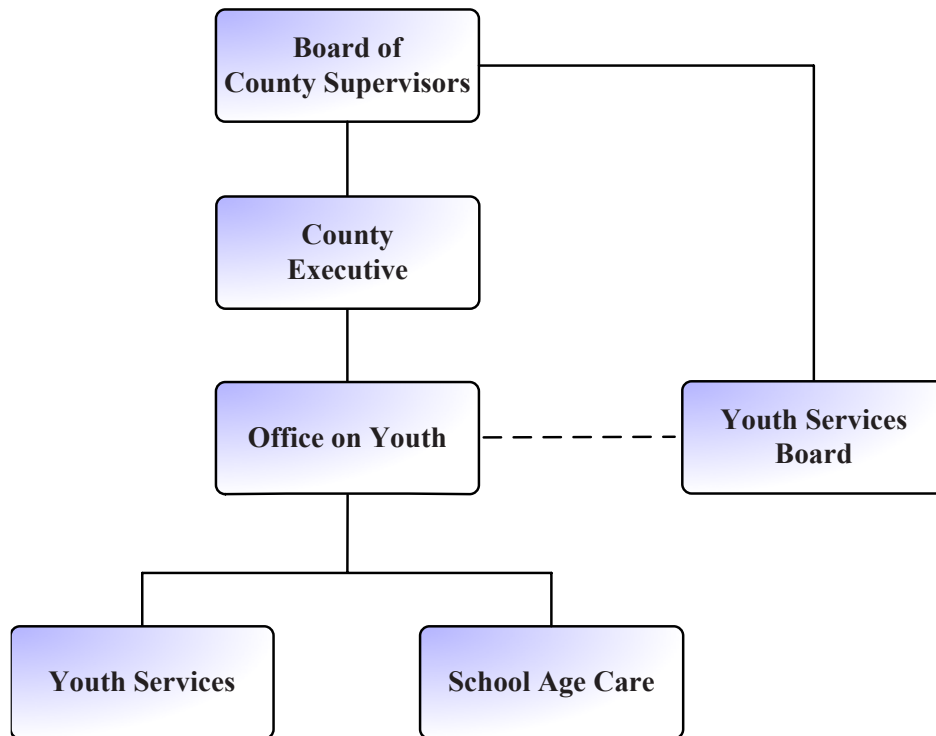 Board of
County Supervisors
County
Executive
Office on Youth
Youth Services
Board
Youth Services
School Age Care